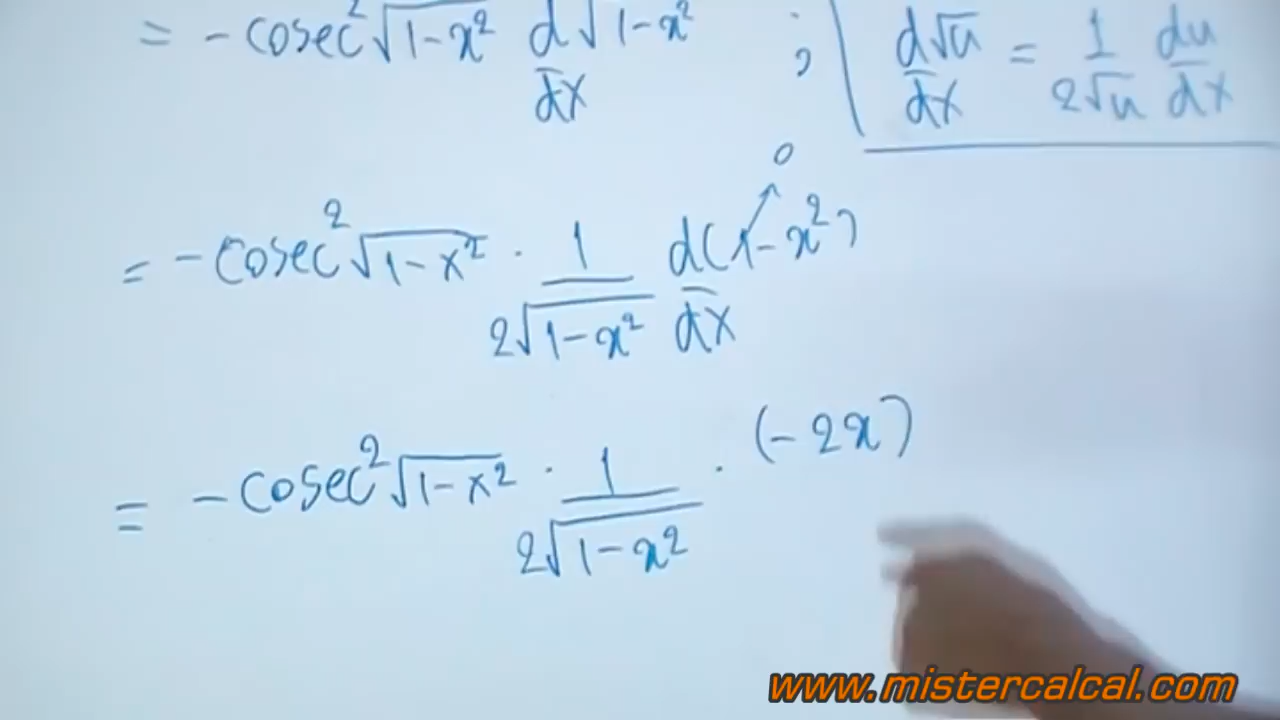 = -cosec²√(1-x²) d√(1-x²)/dx ; d√u/dx = 1/(2√u) du/dx
0
= -cosec²√(1-x²) · 1/(2√(1-x²)) d(1-x²)/dx
= -cosec²√(1-x²) · 1/(2√(1-x²)) · (-2x)
www.mistercalcal.com